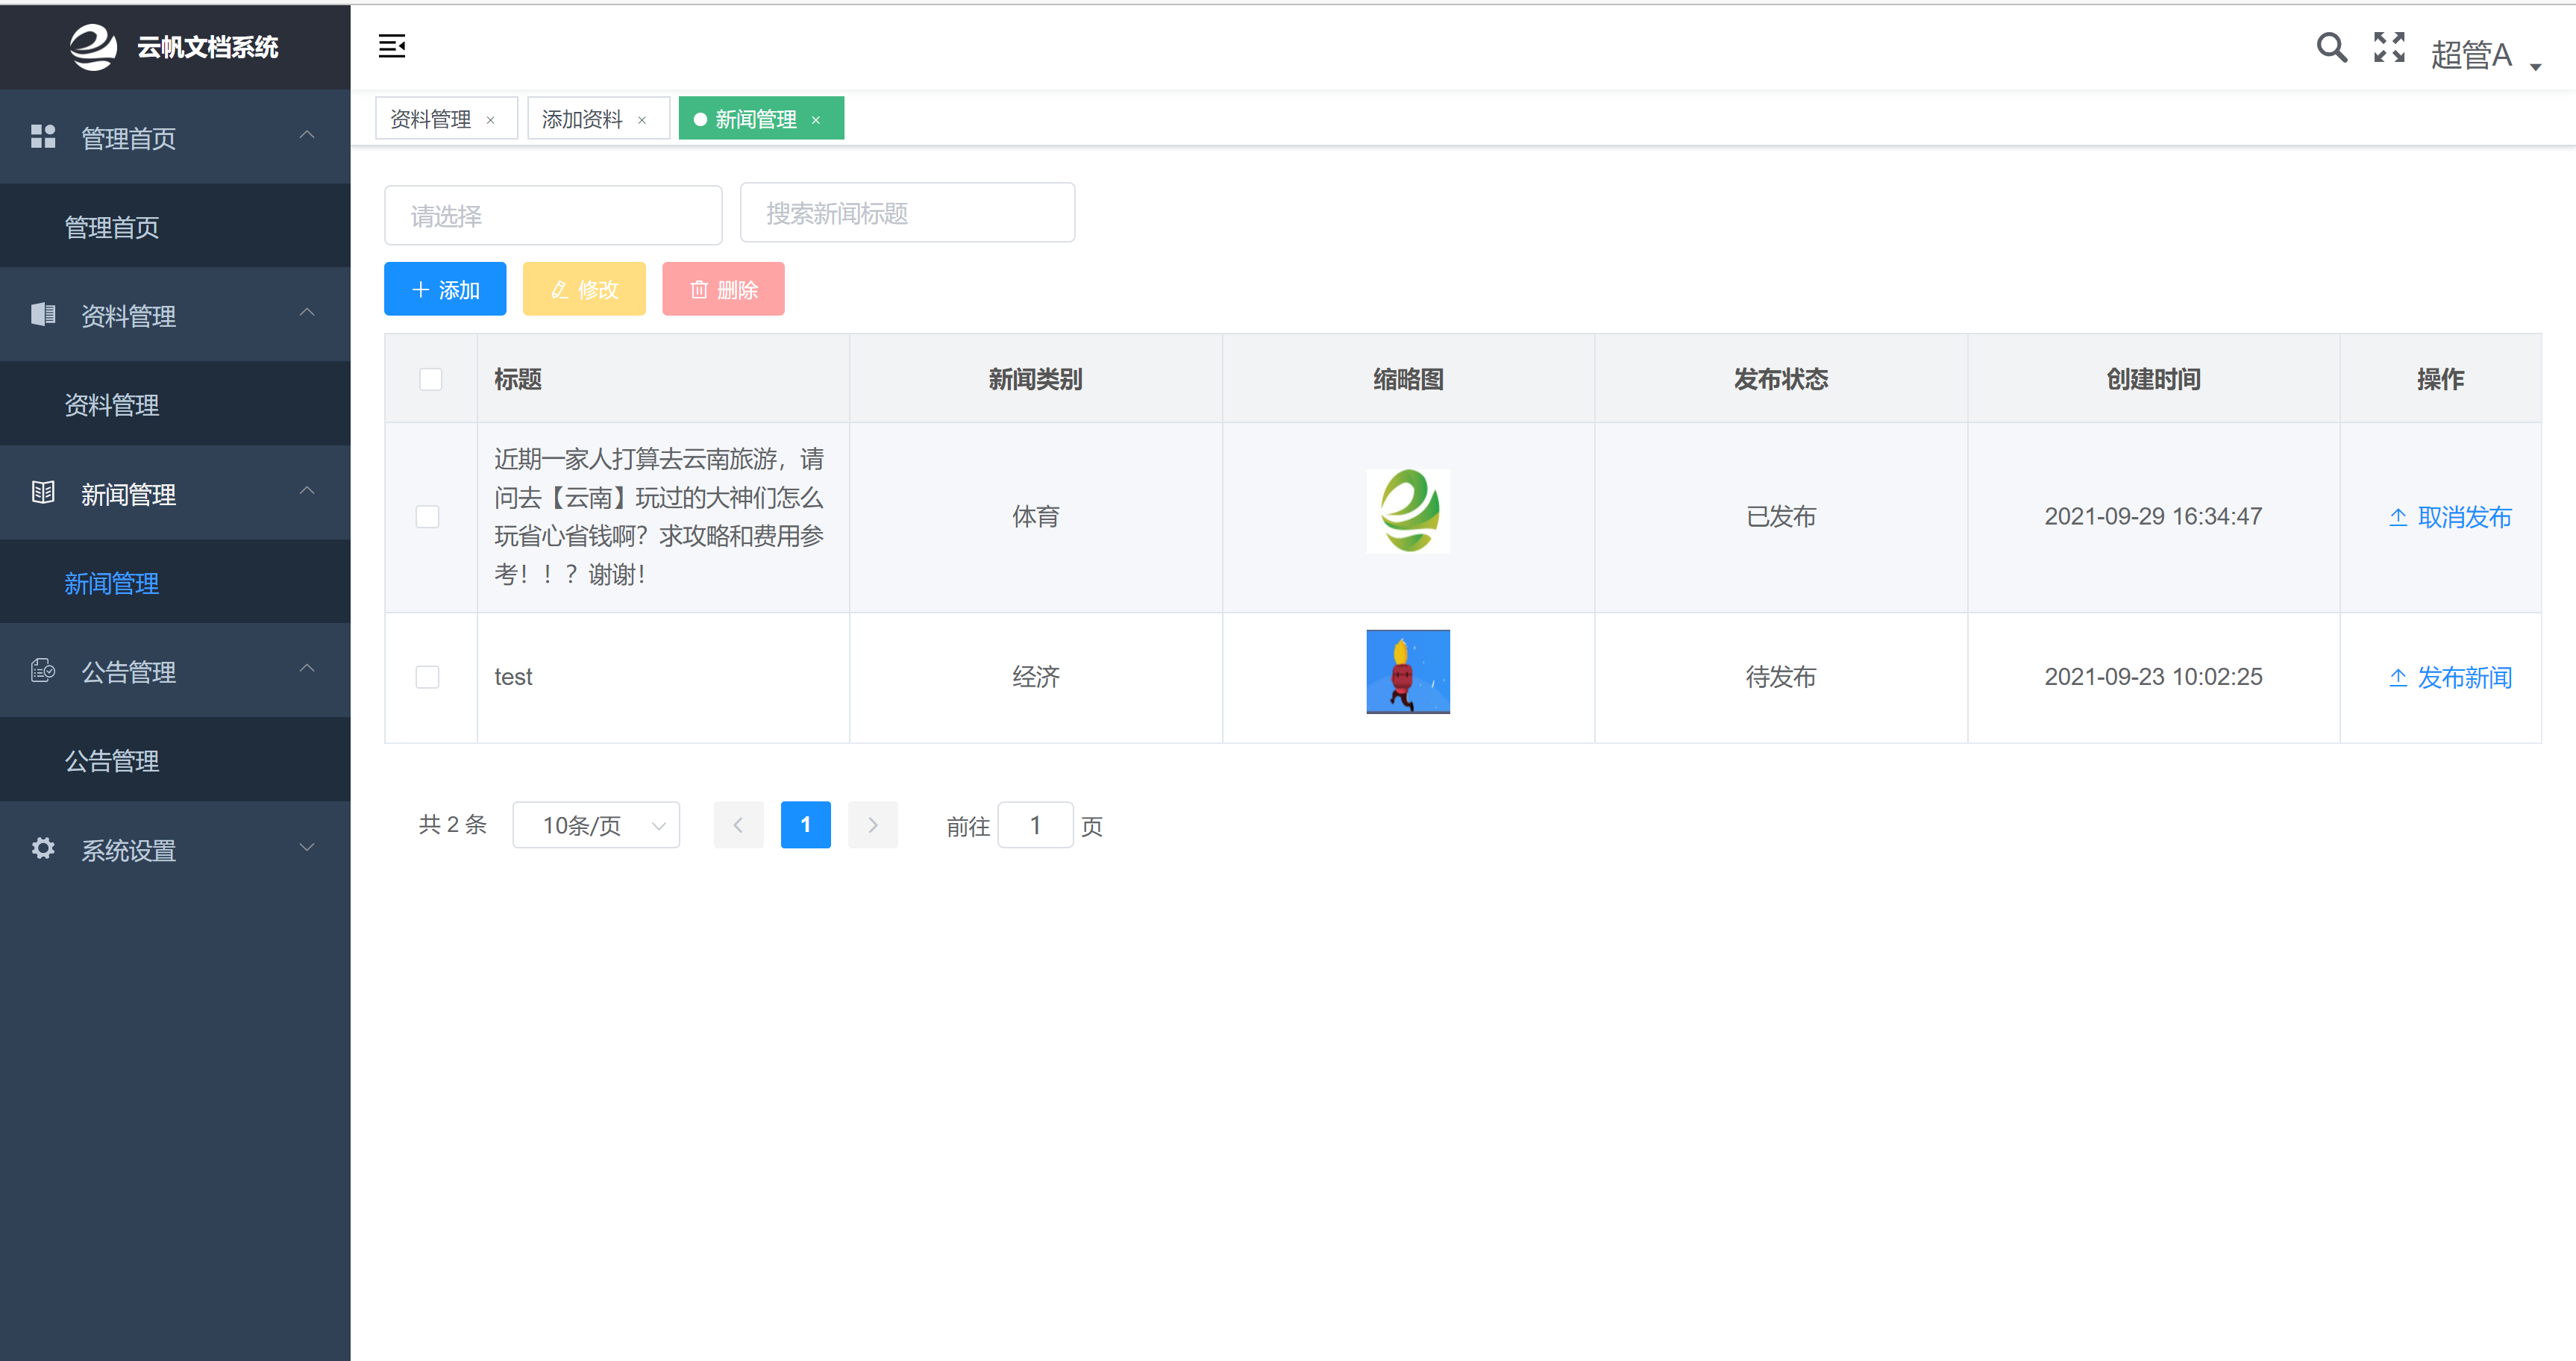 云帆文档系统
超管A
管理首页
管理首页
资料管理
资料管理
新闻管理
新闻管理
公告管理
公告管理
系统设置
资料管理 × 添加资料 × 新闻管理 ×
请选择 搜索新闻标题
添加 修改 删除
标题 新闻类别 缩略图 发布状态 创建时间 操作
近期一家人打算去云南旅游，请
问去【云南】玩过的大神们怎么
玩省心省钱啊？求攻略和费用参
考！！？谢谢！
体育 已发布 2021-09-29 16:34:47 取消发布
test 经济 待发布 2021-09-23 10:02:25 发布新闻
共 2 条 10条/页 1 前往 1 页